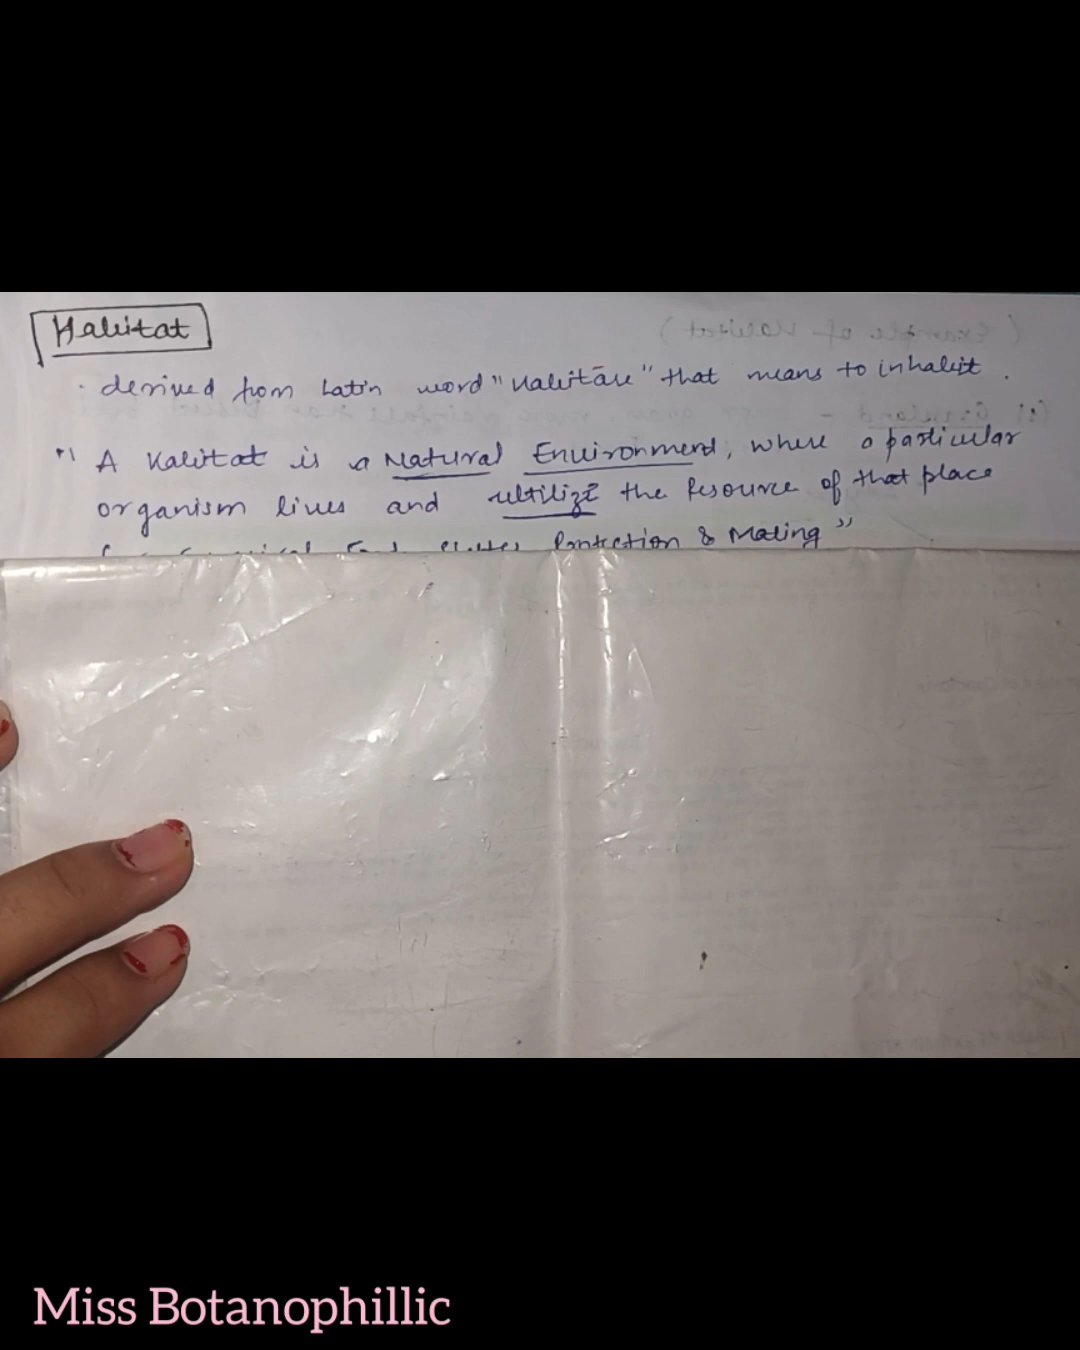 Habitat
· derived from Latin word "Habitāre" that means to inhabit .
"A Habitat is a Natural Environment, where a particular
organism lives and utilize the Resource of that place
Protection & Mating"
Miss Botanophillic